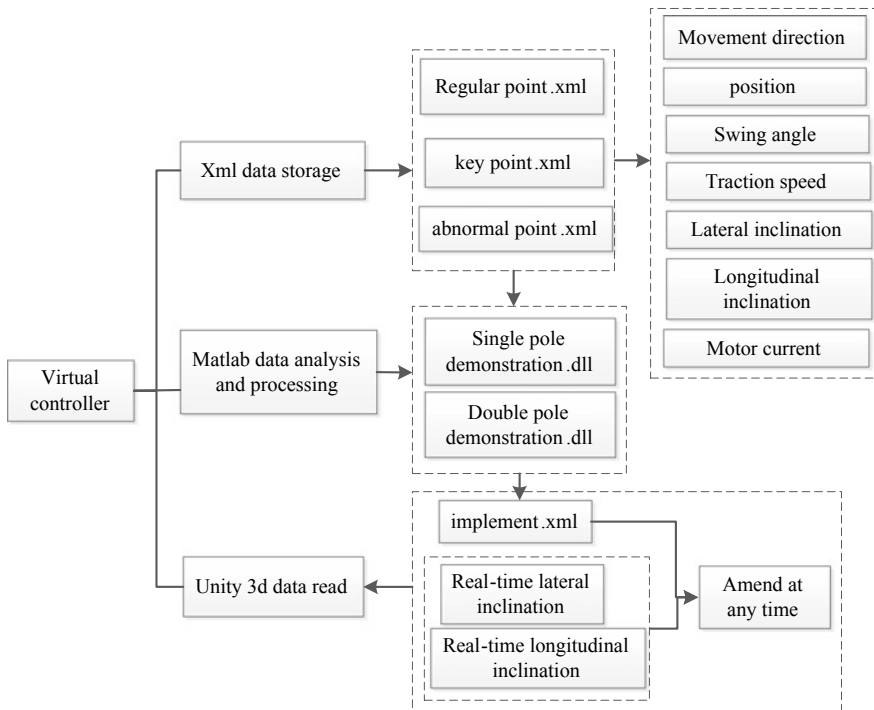 Virtual
controller
Xml data storage
Matlab data analysis
and processing
Unity 3d data read
Regular point.xml
key point.xml
abnormal point.xml
Single pole
demonstration.dll
Double pole
demonstration.dll
implement.xml
Real-time lateral
inclination
Real-time longitudinal
inclination
Amend at
any time
Movement direction
position
Swing angle
Traction speed
Lateral inclination
Longitudinal
inclination
Motor current